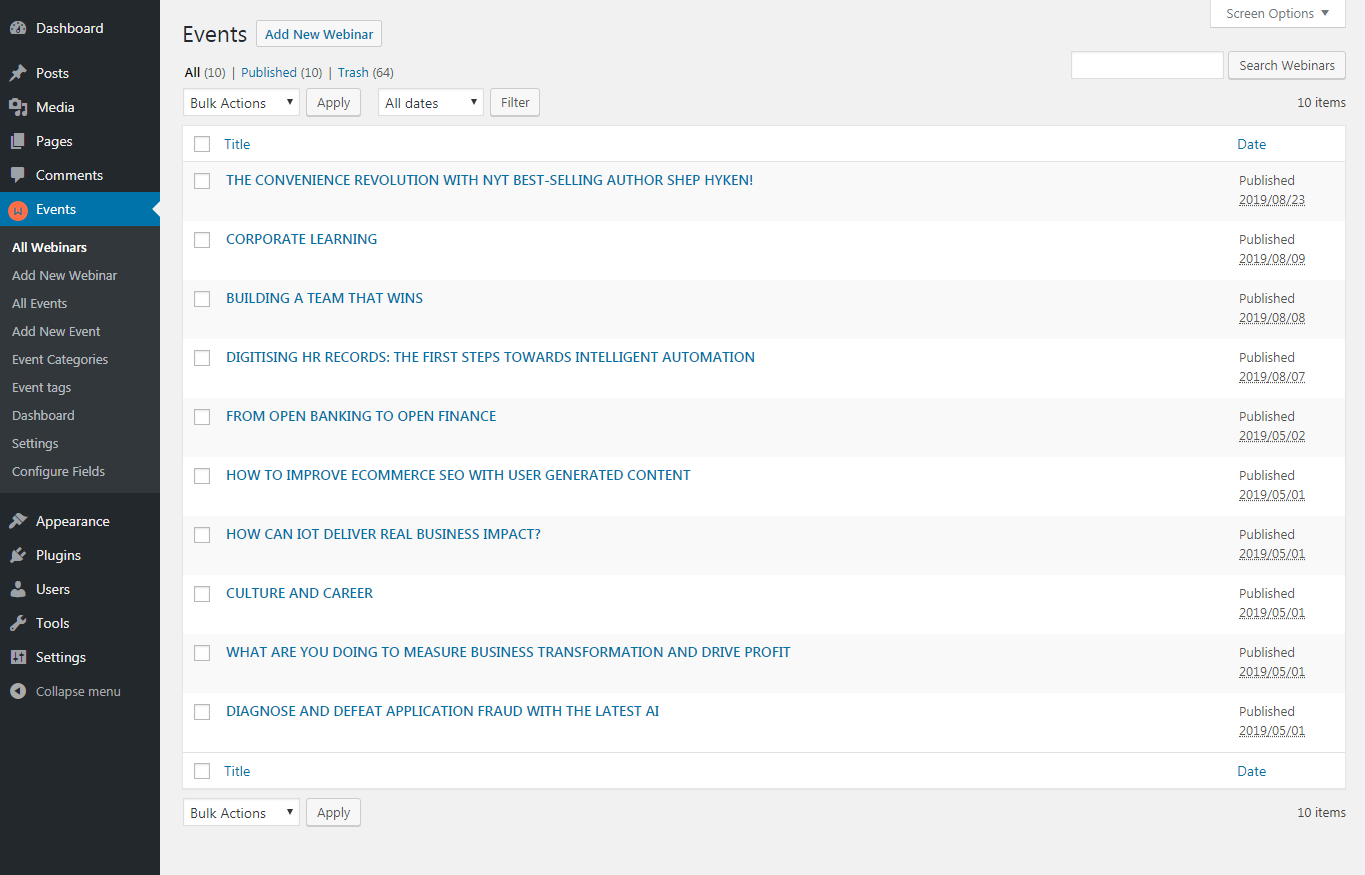 Dashboard
Posts
Media
Pages
Comments
Events
All Webinars
Add New Webinar
All Events
Add New Event
Event Categories
Event tags
Dashboard
Settings
Configure Fields
Appearance
Plugins
Users
Tools
Settings
Collapse menu
Screen Options
Events Add New Webinar
All (10) | Published (10) | Trash (64)
Search Webinars
Bulk Actions Apply All dates Filter 10 items
Title Date
THE CONVENIENCE REVOLUTION WITH NYT BEST-SELLING AUTHOR SHEP HYKEN! Published
2019/08/23
CORPORATE LEARNING Published
2019/08/09
BUILDING A TEAM THAT WINS Published
2019/08/08
DIGITISING HR RECORDS: THE FIRST STEPS TOWARDS INTELLIGENT AUTOMATION Published
2019/08/07
FROM OPEN BANKING TO OPEN FINANCE Published
2019/05/02
HOW TO IMPROVE ECOMMERCE SEO WITH USER GENERATED CONTENT Published
2019/05/01
HOW CAN IOT DELIVER REAL BUSINESS IMPACT? Published
2019/05/01
CULTURE AND CAREER Published
2019/05/01
WHAT ARE YOU DOING TO MEASURE BUSINESS TRANSFORMATION AND DRIVE PROFIT Published
2019/05/01
DIAGNOSE AND DEFEAT APPLICATION FRAUD WITH THE LATEST AI Published
2019/05/01
Title Date
Bulk Actions Apply 10 items